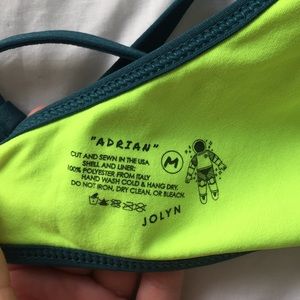 "ADRIAN"
CUT AND SEWN IN THE USA
SHELL AND LINER:
100% POLYESTER FROM ITALY
HAND WASH COLD & HANG DRY.
DO NOT IRON, DRY CLEAN, OR BLEACH.
M
JOLYN